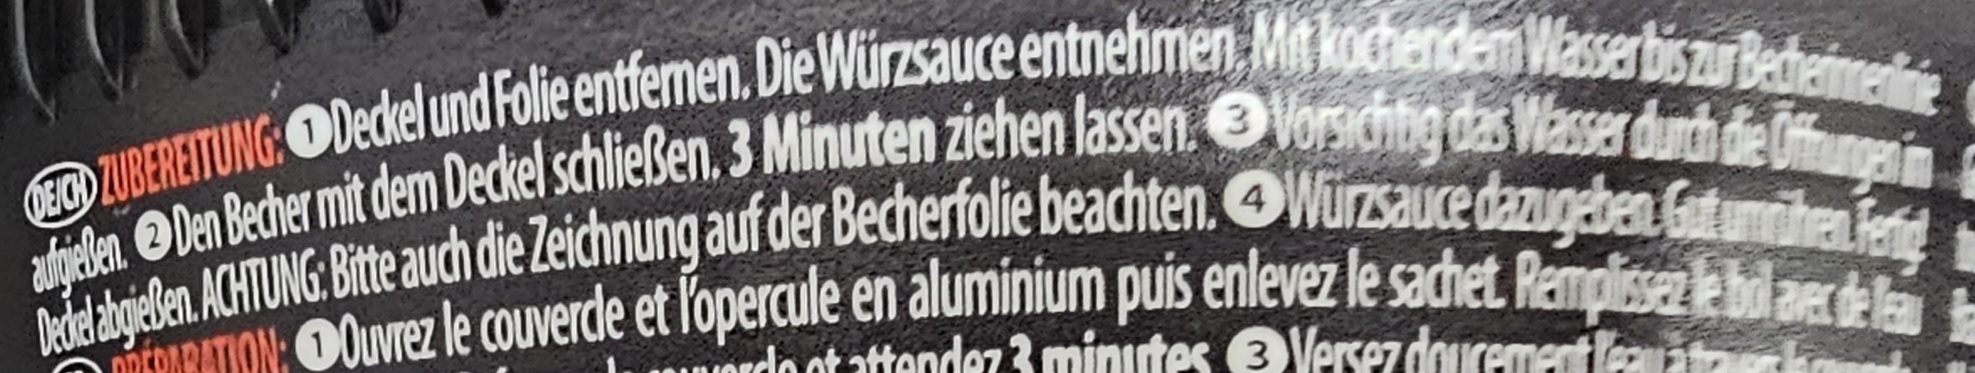 DE/CH ZUBEREITUNG: 1 Deckel und Folie entfernen. Die Würzsauce entnehmen. Mit kochendem Wasser bis zur Becherinnenlinie
aufgießen. 2 Den Becher mit dem Deckel schließen. 3 Minuten ziehen lassen. 3 Vorsichtig das Wasser durch die Öffnungen im
Deckel abgießen. ACHTUNG: Bitte auch die Zeichnung auf der Becherfolie beachten. 4 Würzsauce dazugeben. Gut umrühren. Fertig!
PRÉPARATION: 1 Ouvrez le couvercle et l'opercule en aluminium puis enlevez le sachet. Remplissez le bol avec de l'eau
couvercle et attendez 3 minutes 3 Versez doucement l'eau à travers